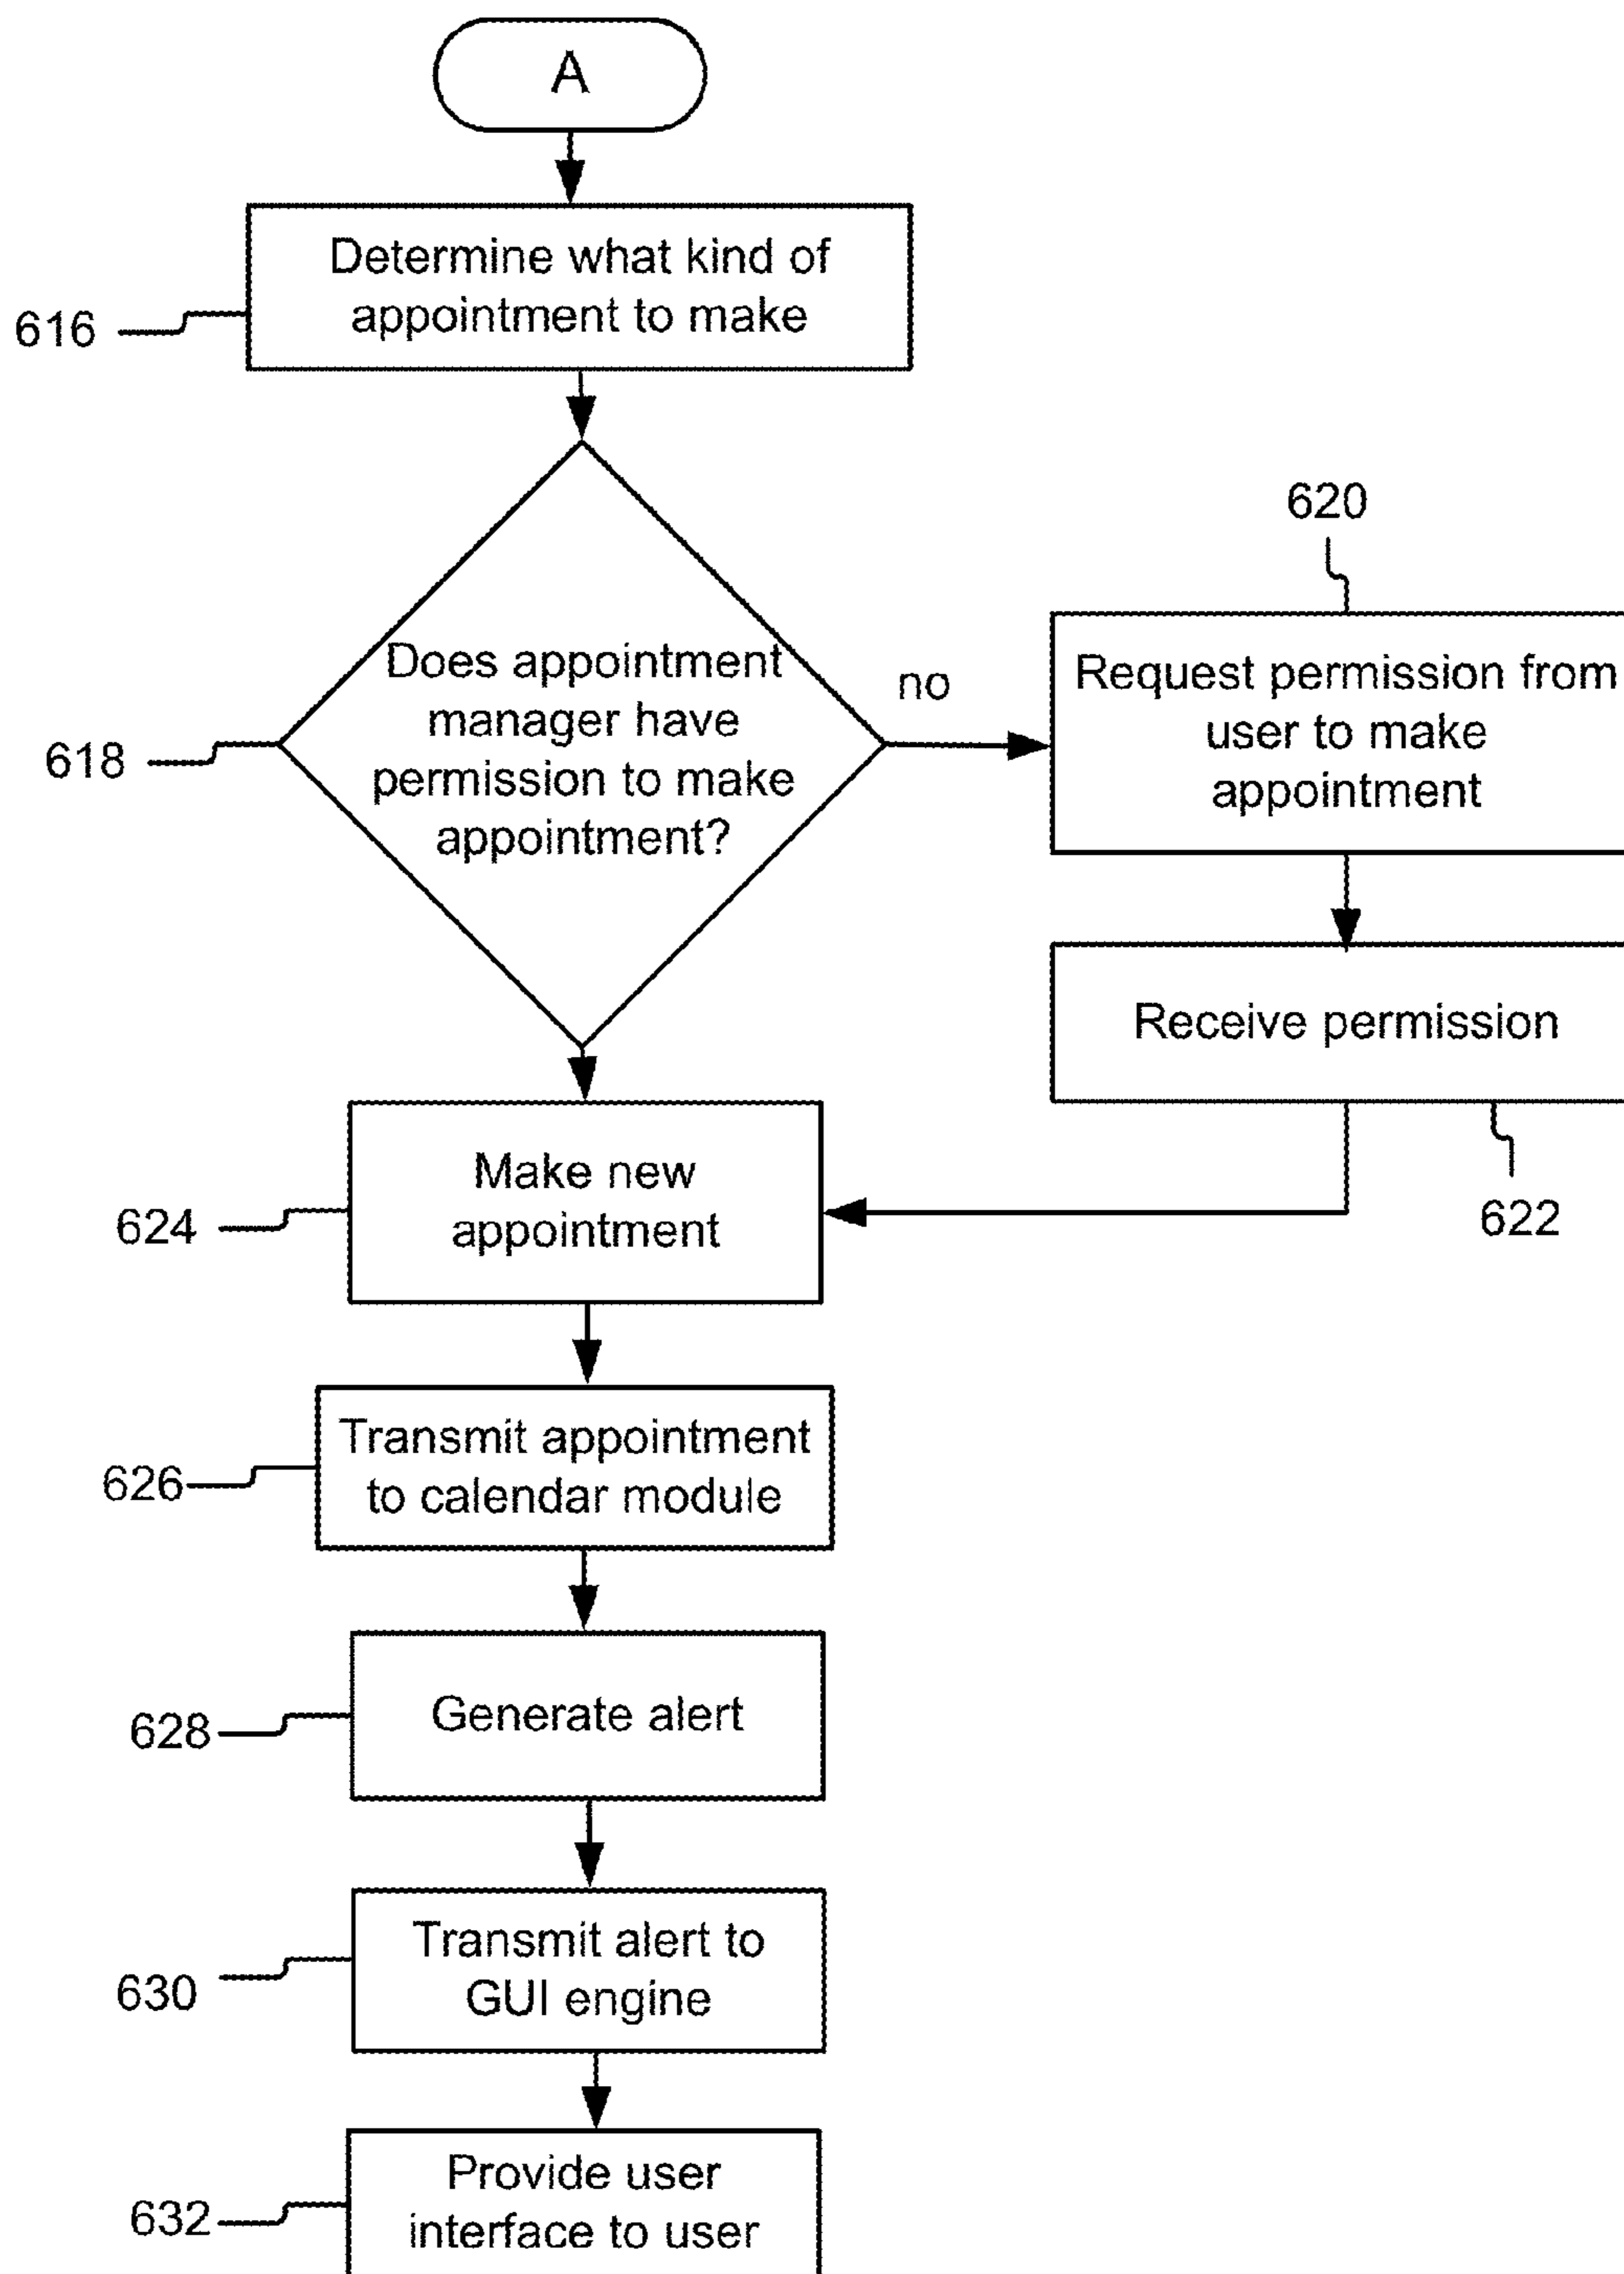 A
Determine what kind of
appointment to make
616
620
Does appointment
manager have
permission to make
appointment?
618
no
Request permission from
user to make
appointment
Receive permission
622
Make new
appointment
624
Transmit appointment
to calendar module
626
Generate alert
628
Transmit alert to
GUI engine
630
Provide user
interface to user
632